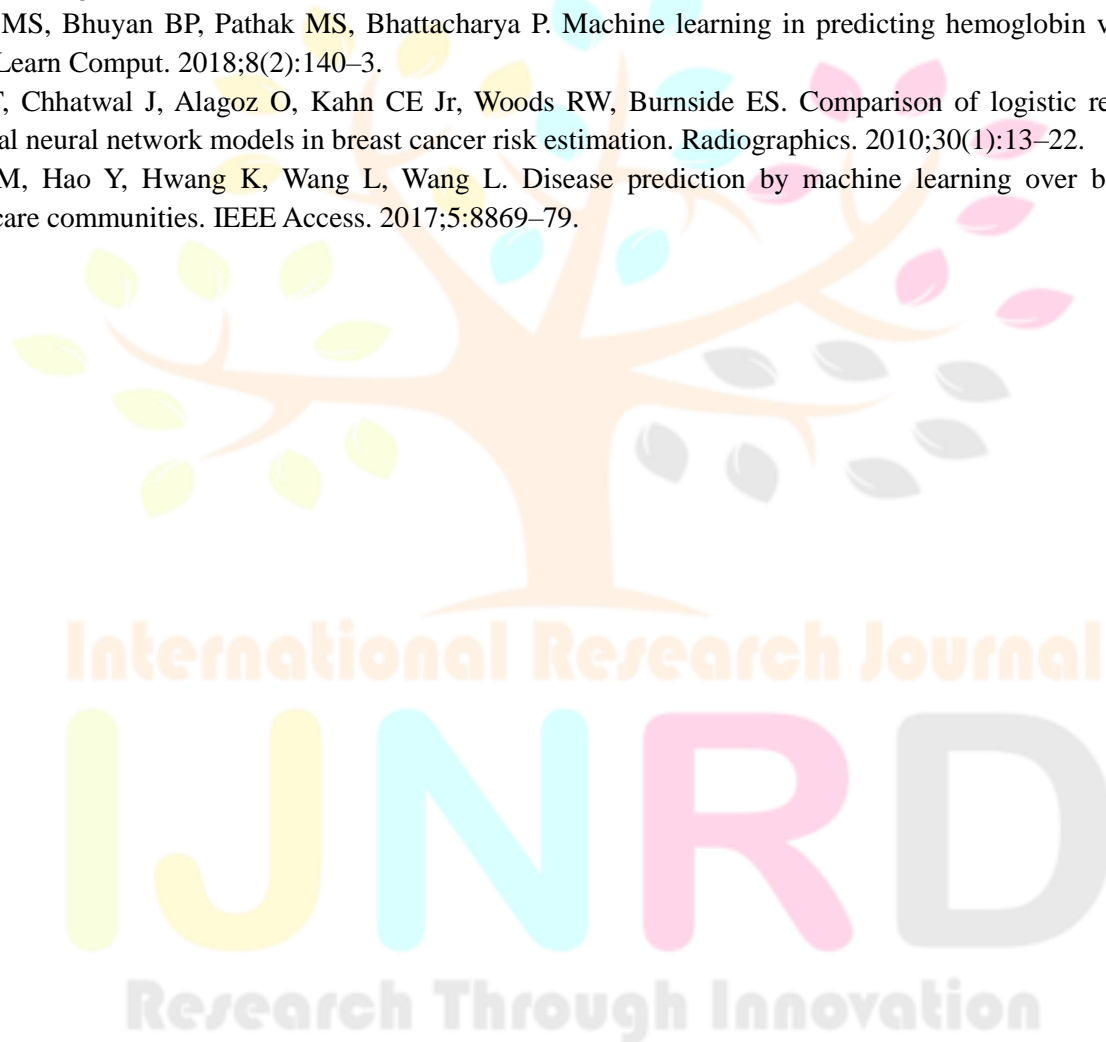 MS, Bhuyan BP, Pathak MS, Bhattacharya P. Machine learning in predicting hemoglobin v
Learn Comput. 2018;8(2):140–3.
, Chhatwal J, Alagoz O, Kahn CE Jr, Woods RW, Burnside ES. Comparison of logistic re
al neural network models in breast cancer risk estimation. Radiographics. 2010;30(1):13–22.
M, Hao Y, Hwang K, Wang L, Wang L. Disease prediction by machine learning over b
care communities. IEEE Access. 2017;5:8869–79.
International Research Journal
IJNRD
Research Through Innovation